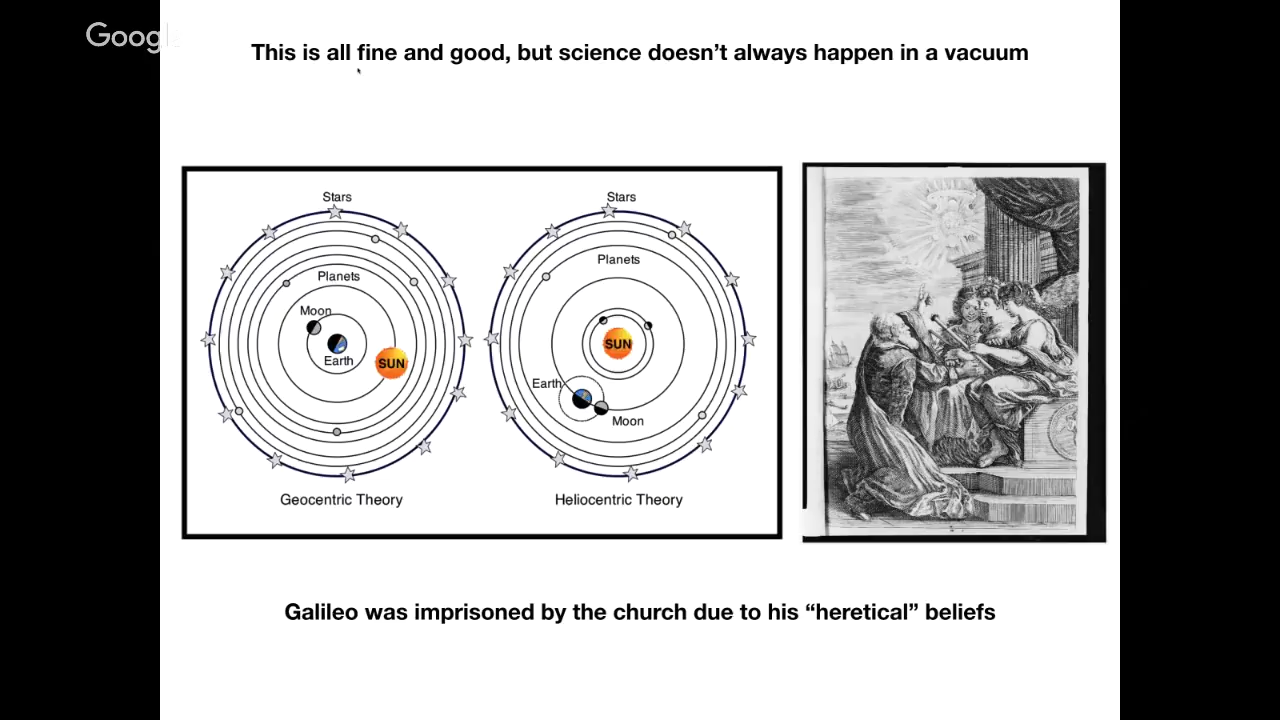 Googl
This is all fine and good, but science doesn’t always happen in a vacuum
Stars
Planets
Moon
Earth
SUN
Geocentric Theory
Stars
Planets
SUN
Earth
Moon
Heliocentric Theory
Galileo was imprisoned by the church due to his “heretical” beliefs